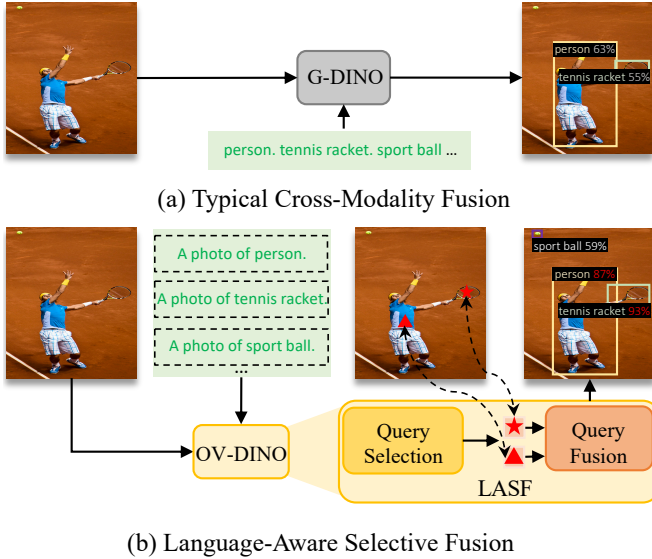 person 63%
G-DINO
tennis racket 55%
person. tennis racket. sport ball ...
(a) Typical Cross-Modality Fusion
A photo of person.
A photo of tennis racket.
A photo of sport ball.
...
sport ball 59%
person 87%
tennis racket 93%
OV-DINO
Query
Selection
Query
Fusion
LASF
(b) Language-Aware Selective Fusion